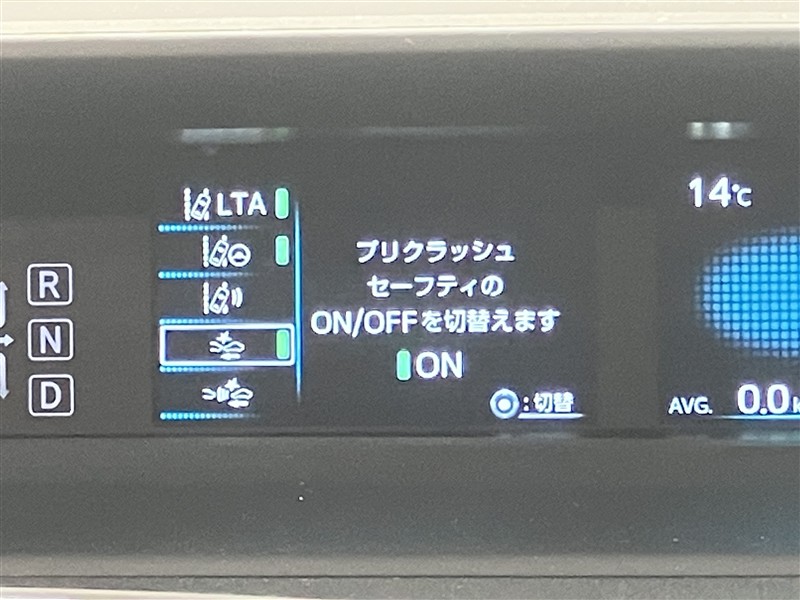 LTA
R
N
D
プリクラッシュ
セーフティの
ON/OFFを切替えます
ON
:切替
14℃
AVG. 0.0